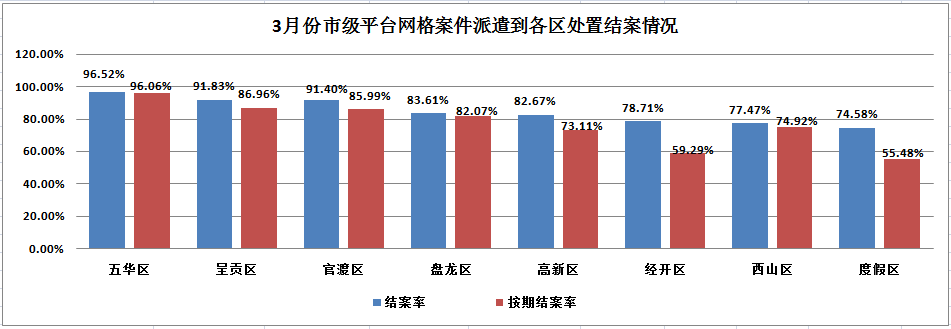 3月份市级平台网格案件派遣到各区处置结案情况
120.00%
100.00%
80.00%
60.00%
40.00%
20.00%
0.00%
96.52% 96.06% 91.83% 86.96% 91.40% 85.99% 83.61% 82.07% 82.67% 73.11% 78.71% 59.29% 77.47% 74.92% 74.58% 55.48%
五华区 呈贡区 官渡区 盘龙区 高新区 经开区 西山区 度假区
结案率 按期结案率